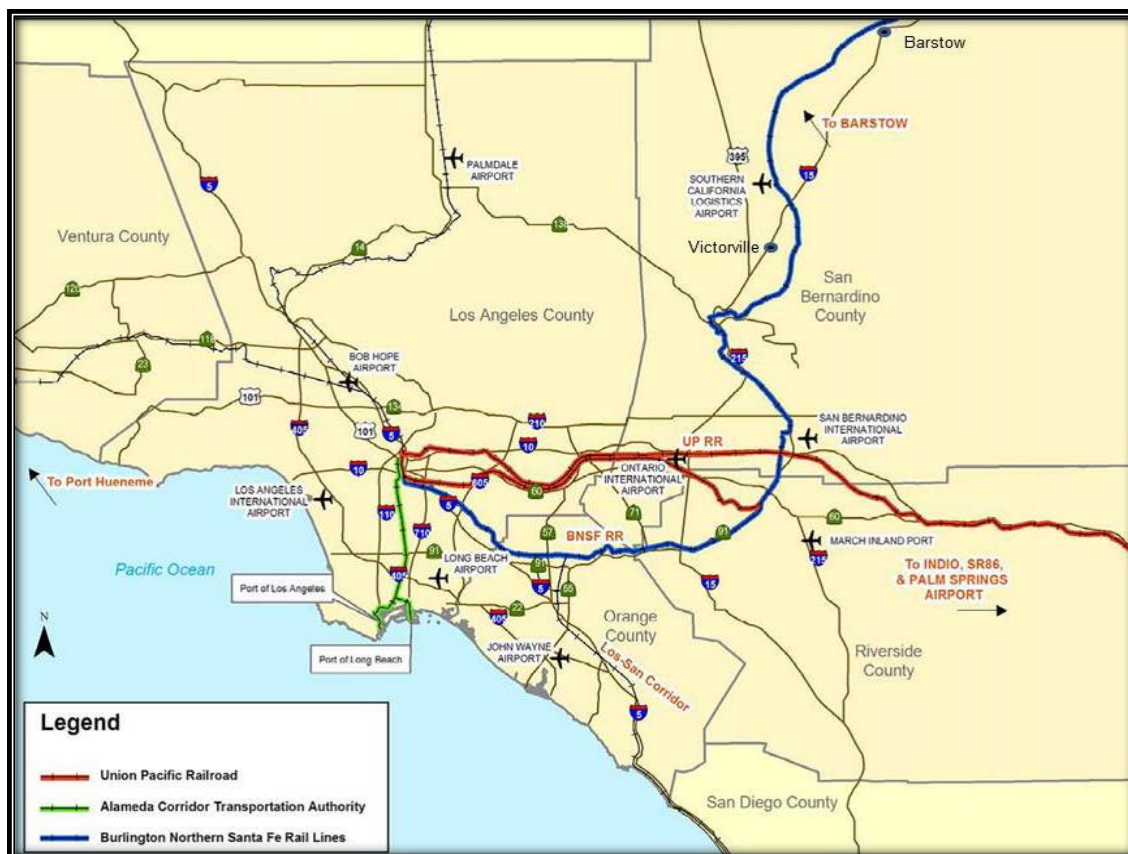 Barstow
To BARSTOW
395
15
PALMDALE
AIRPORT
SOUTHERN
CALIFORNIA
LOGISTICS
AIRPORT
5
138
Ventura County
14
Victorville
San
Bernardino
County
126
Los Angeles County
118
23
BOB HOPE
AIRPORT
215
101
134
405
101
5
210
10
SAN BERNARDINO
INTERNATIONAL
AIRPORT
UP RR
10
605
ONTARIO
INTERNATIONAL
AIRPORT
To Port Hueneme
LOS ANGELES
INTERNATIONAL
AIRPORT
5
60
71
60
110
710
57
91
BNSF RR
MARCH INLAND PORT
215
91
LONG BEACH
AIRPORT
91
Pacific Ocean
405
5
55
15
To INDIO, SR86,
& PALM SPRINGS
AIRPORT
Port of Los Angeles
22
405
Orange
County
N
Port of Long Beach
JOHN WAYNE
AIRPORT
Los-San Corridor
Riverside
County
5
Legend
Union Pacific Railroad
Alameda Corridor Transportation Authority
Burlington Northern Santa Fe Rail Lines
San Diego County